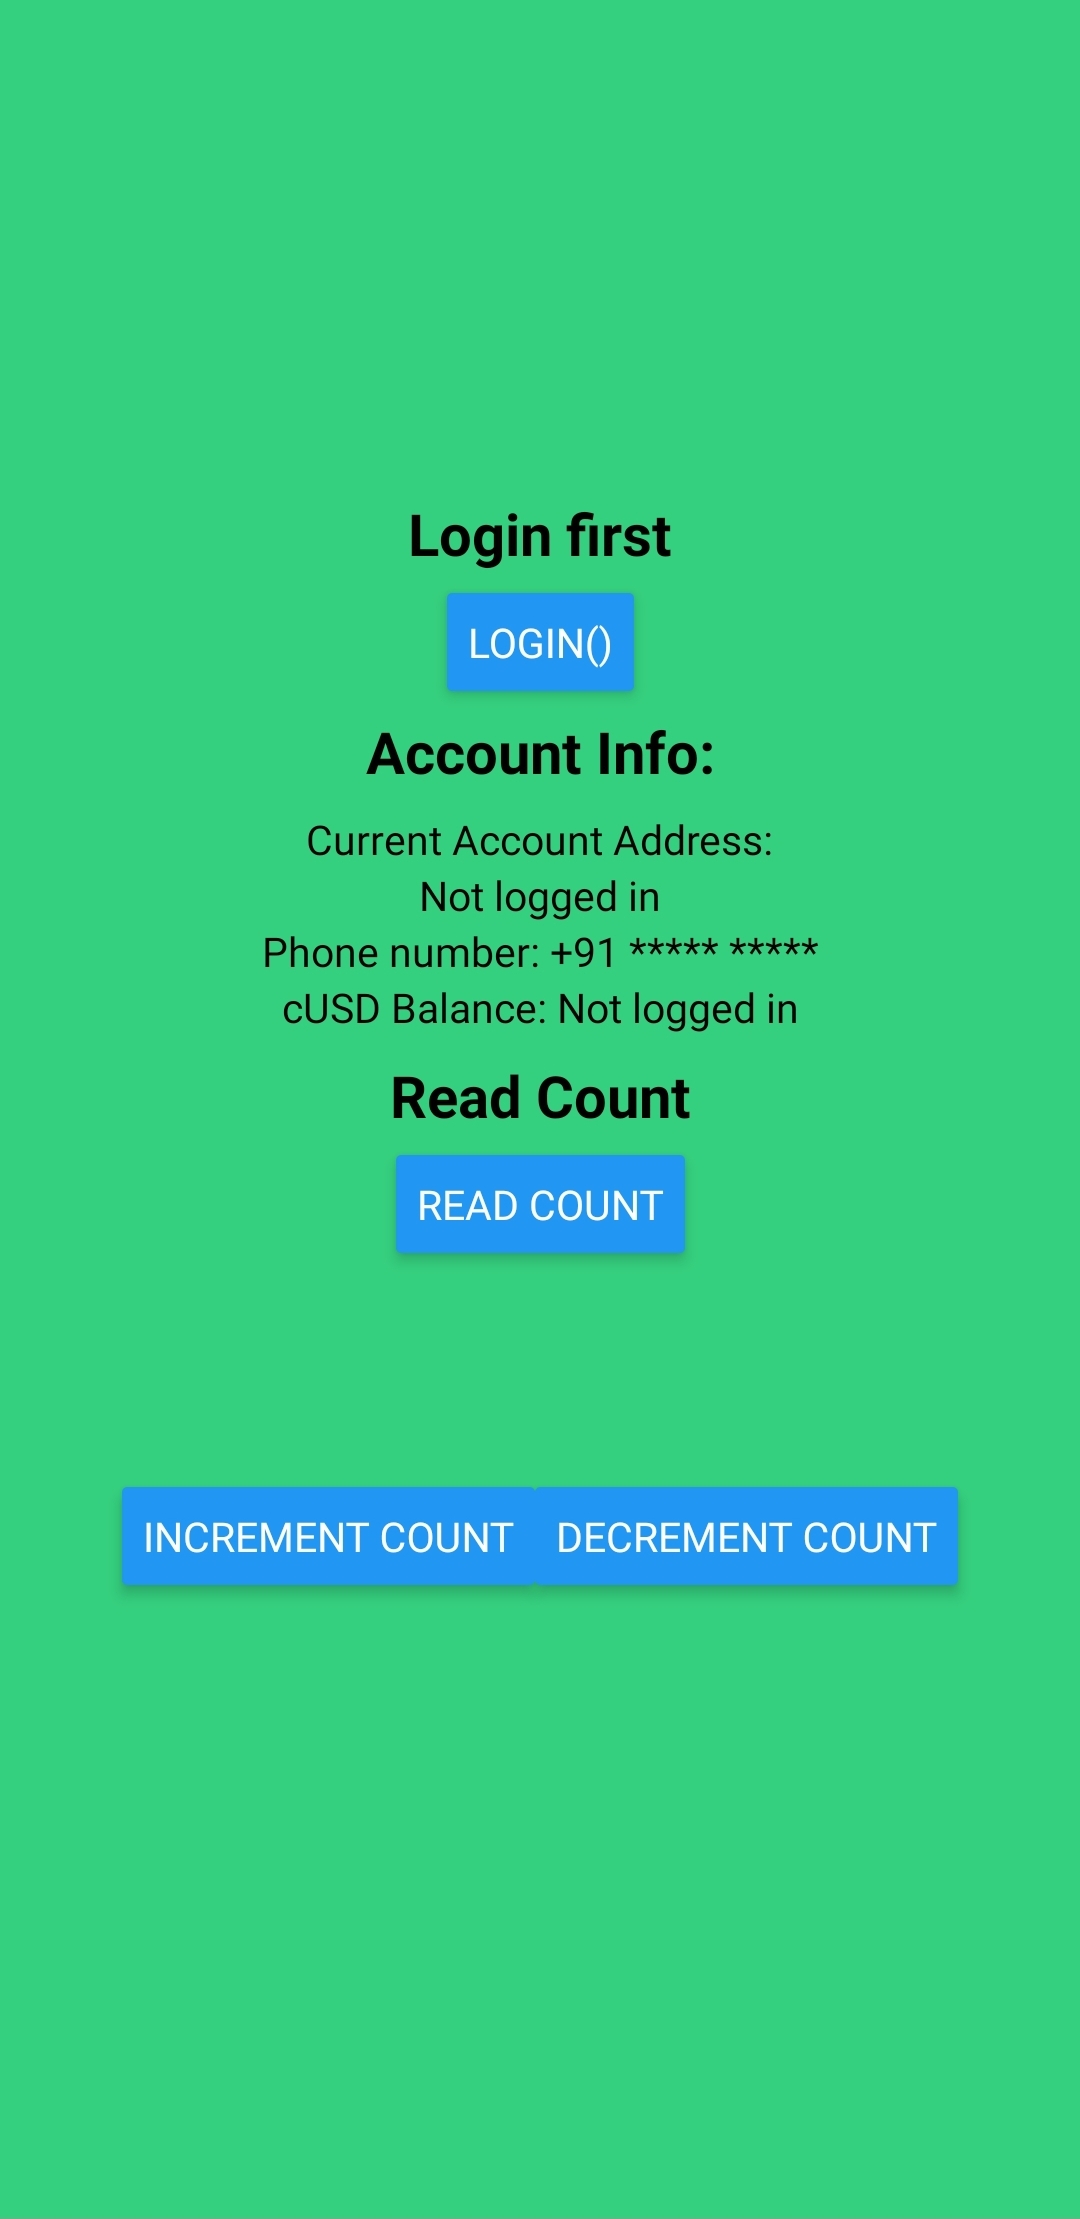 Login first
LOGIN()
Account Info:
Current Account Address:
Not logged in
Phone number: +91 ***** *****
cUSD Balance: Not logged in
Read Count
READ COUNT
INCREMENT COUNT DECREMENT COUNT